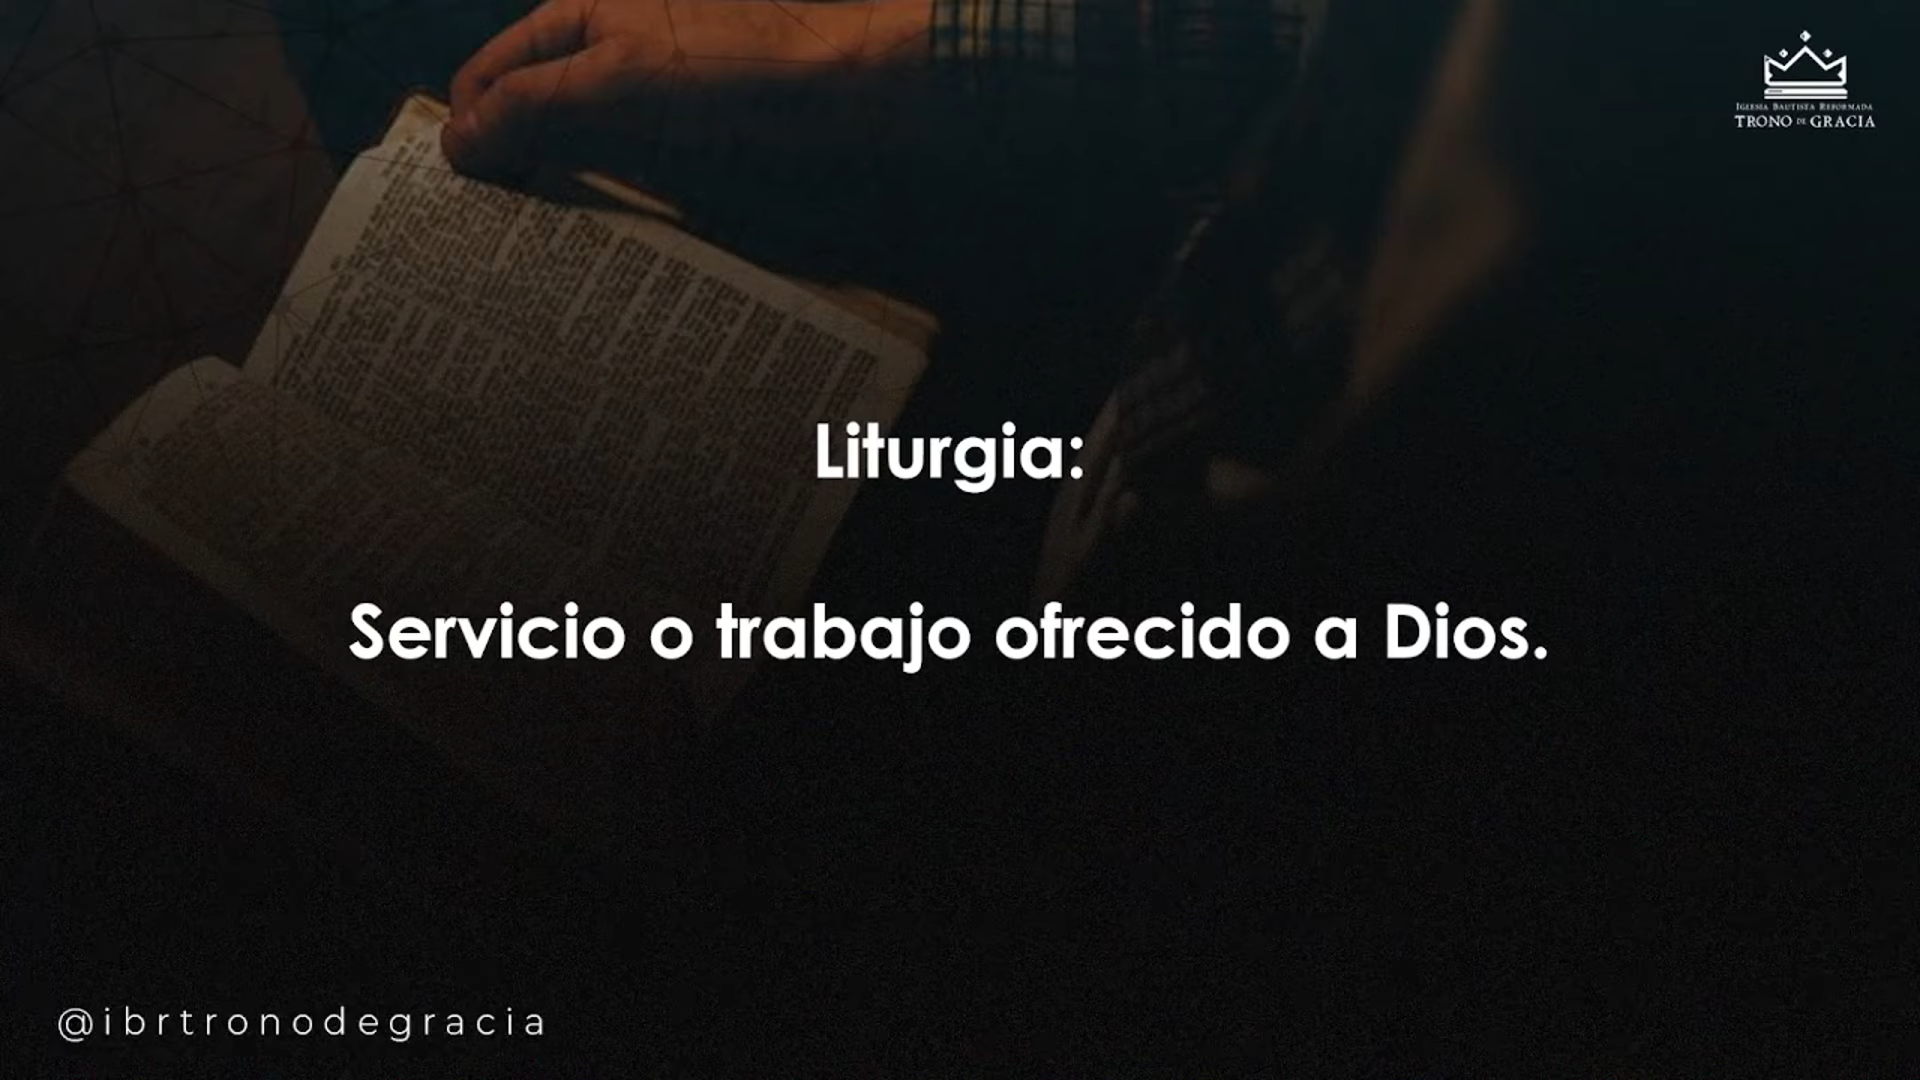 IGLESIA BAUTISTA REFORMADA
TRONO DE GRACIA
Liturgia:
Servicio o trabajo ofrecido a Dios.
@ibrtronodegracia